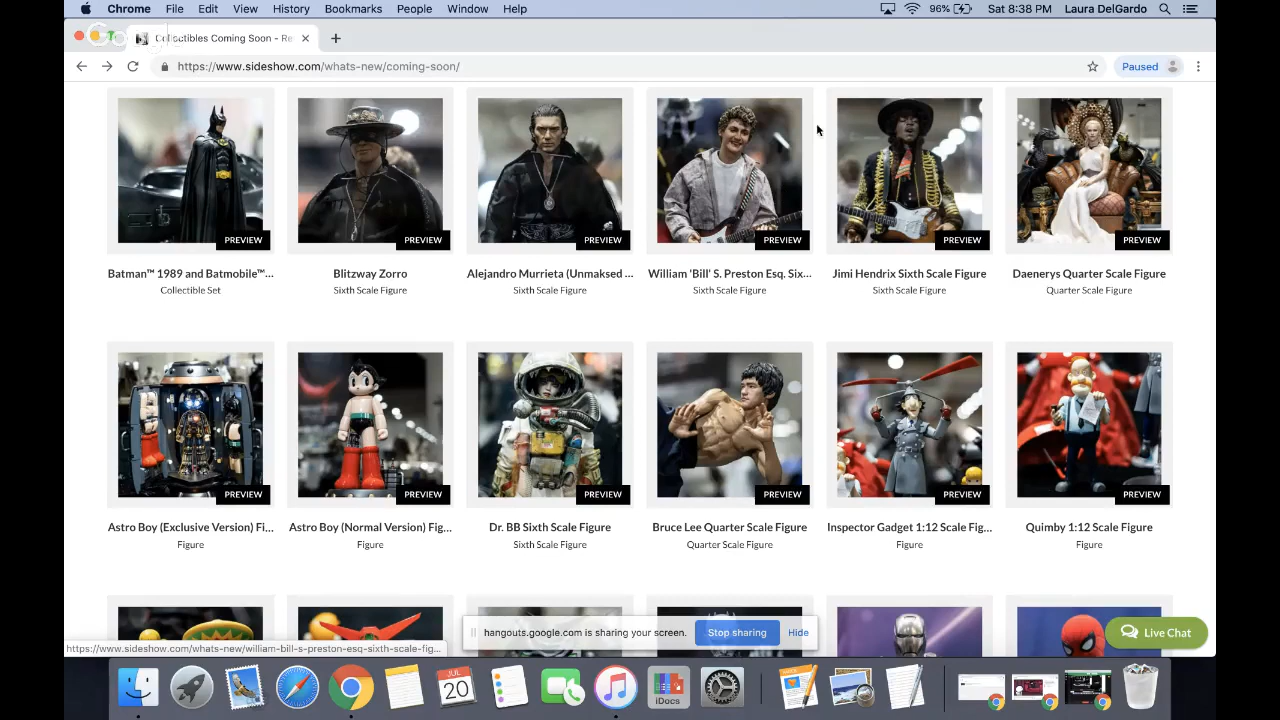 Chrome File Edit View History Bookmarks People Window Help 96% Sat 8:38 PM Laura DelGardo
Collectibles Coming Soon - Re
https://www.sideshow.com/whats-new/coming-soon/ Paused
PREVIEW PREVIEW PREVIEW PREVIEW PREVIEW PREVIEW
Batman™ 1989 and Batmobile™... Blitzway Zorro Alejandro Murrieta (Unmaksed ... William 'Bill' S. Preston Esq. Six... Jimi Hendrix Sixth Scale Figure Daenerys Quarter Scale Figure
Collectible Set Sixth Scale Figure Sixth Scale Figure Sixth Scale Figure Sixth Scale Figure Quarter Scale Figure
PREVIEW PREVIEW PREVIEW PREVIEW PREVIEW PREVIEW
Astro Boy (Exclusive Version) Fi... Astro Boy (Normal Version) Fig... Dr. BB Sixth Scale Figure Bruce Lee Quarter Scale Figure Inspector Gadget 1:12 Scale Fig... Quimby 1:12 Scale Figure
Figure Figure Sixth Scale Figure Quarter Scale Figure Figure Figure
hangouts.google.com is sharing your screen. Stop sharing Hide
Live Chat
https://www.sideshow.com/whats-new/william-bill-s-preston-esq-sixth-scale-fig...
JUL
20
iDocs